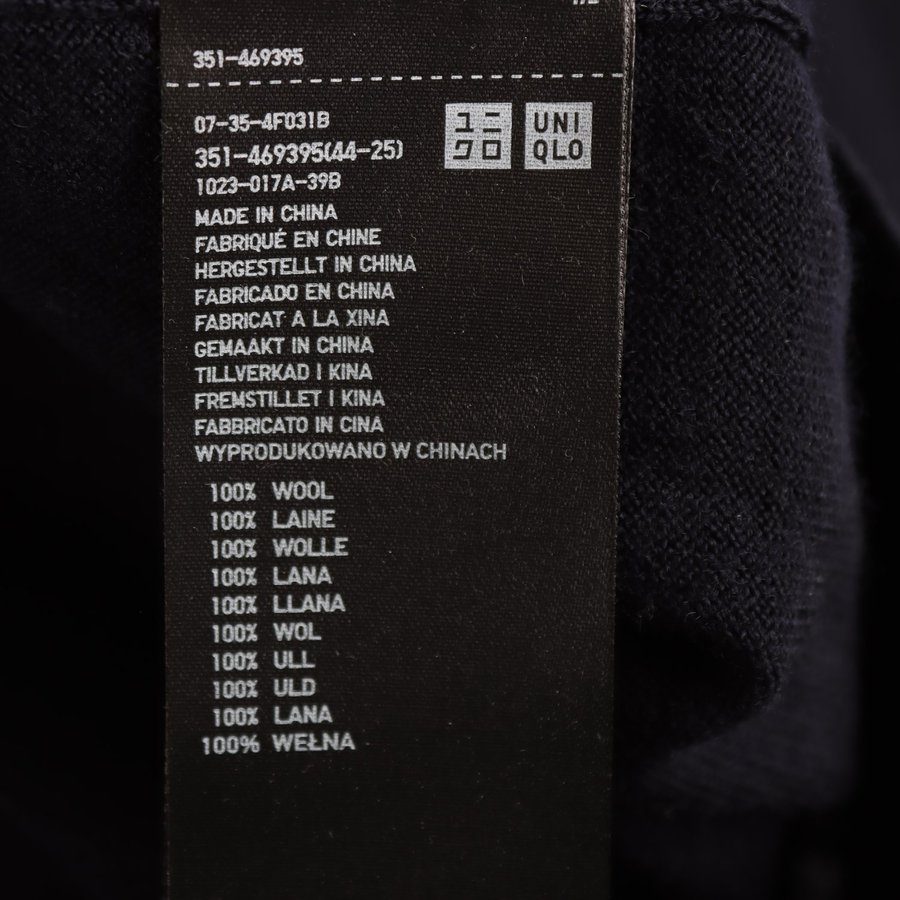 351-469395
07-35-4F031B
351-469395(44-25)
1023-017A-39B
ユニ
クロ
UNI
QLO
MADE IN CHINA
FABRIQUÉ EN CHINE
HERGESTELLT IN CHINA
FABRICADO EN CHINA
FABRICAT A LA XINA
GEMAAKT IN CHINA
TILLVERKAD I KINA
FREMSTILLET I KINA
FABBRICATO IN CINA
WYPRODUKOWANO W CHINACH
100% WOOL
100% LAINE
100% WOLLE
100% LANA
100% LLANA
100% WOL
100% ULL
100% ULD
100% LANA
100% WEŁNA